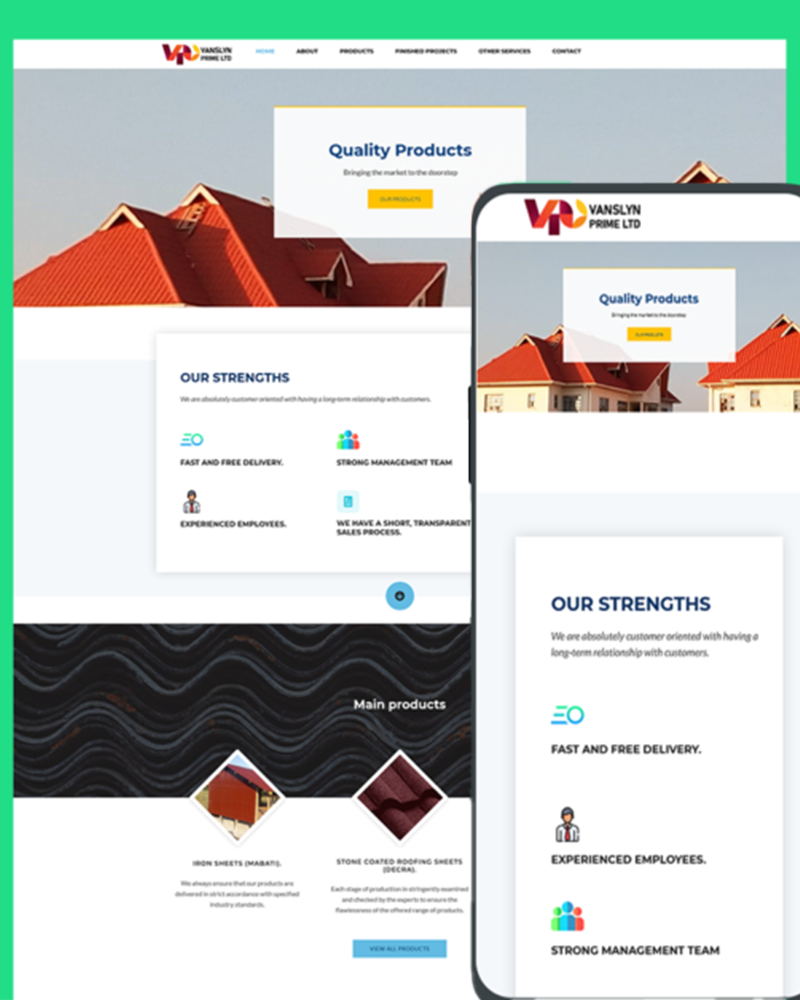 VANSLYN
PRIME LTD
HOME ABOUT PRODUCTS FINISHED PROJECTS OTHER SERVICES CONTACT
Quality Products
Bringing the market to the doorstep
OUR PRODUCTS
OUR STRENGTHS
We are absolutely customer oriented with having a long-term relationship with customers.
FAST AND FREE DELIVERY.
STRONG MANAGEMENT TEAM
EXPERIENCED EMPLOYEES.
WE HAVE A SHORT, TRANSPARENT
SALES PROCESS.
Main products
IRON SHEETS (MABATI).
We always ensure that our products are
delivered in strict accordance with specified
industry standards.
STONE COATED ROOFING SHEETS
(DECRA).
Each stage of production in stringently examined
and checked by the experts to ensure the
flawlessness of the offered range of products.
VIEW ALL PRODUCTS
VANSLYN
PRIME LTD
Quality Products
Bringing the market to the doorstep
OUR PRODUCTS
OUR STRENGTHS
We are absolutely customer oriented with having a
long-term relationship with customers.
FAST AND FREE DELIVERY.
EXPERIENCED EMPLOYEES.
STRONG MANAGEMENT TEAM